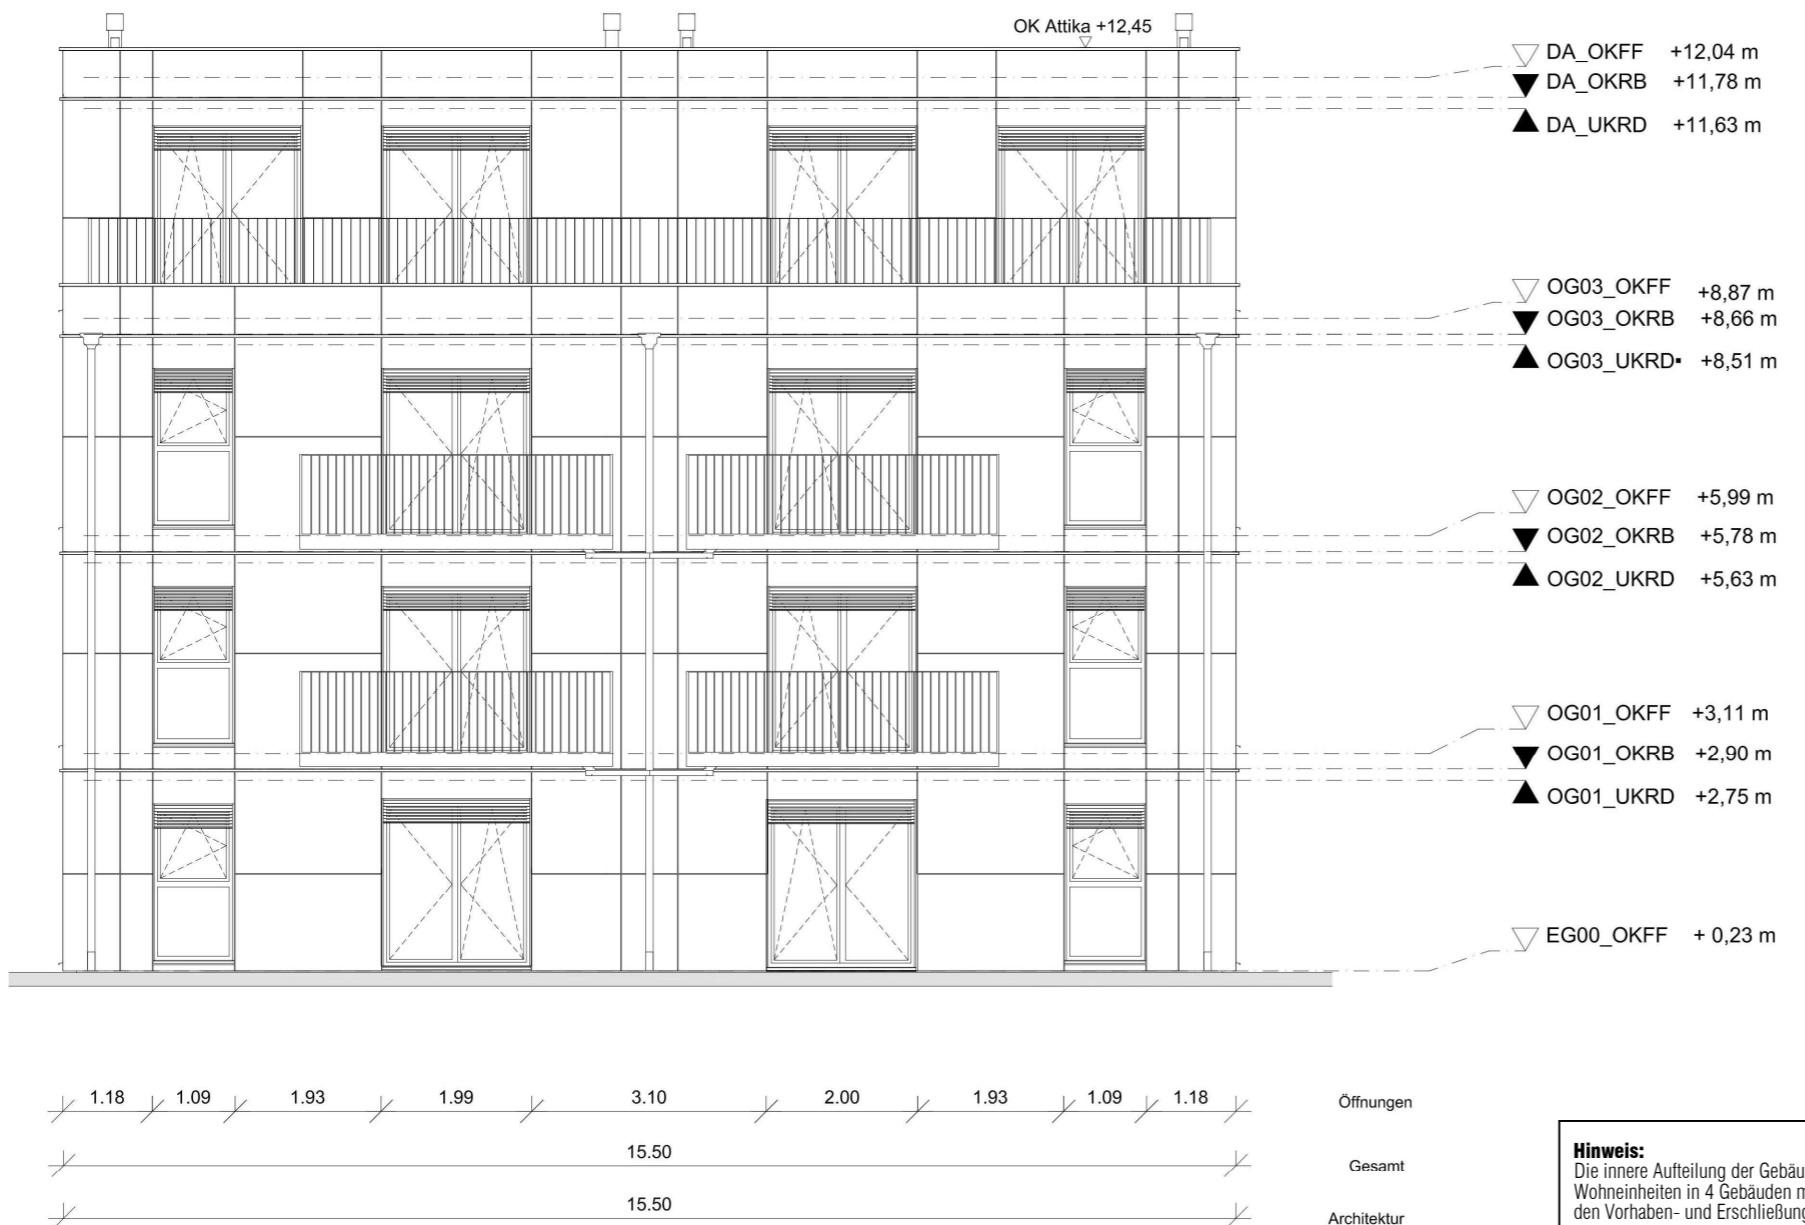 OK Attika +12,45
DA_OKFF +12,04 m
DA_OKRB +11,78 m
DA_UKRD +11,63 m
OG03_OKFF +8,87 m
OG03_OKRB +8,66 m
OG03_UKRD +8,51 m
OG02_OKFF +5,99 m
OG02_OKRB +5,78 m
OG02_UKRD +5,63 m
OG01_OKFF +3,11 m
OG01_OKRB +2,90 m
OG01_UKRD +2,75 m
EG00_OKFF + 0,23 m
1.18 1.09 1.93 1.99 3.10 2.00 1.93 1.09 1.18 Öffnungen
15.50 Gesamt
15.50 Architektur
Hinweis:
Die innere Aufteilung der Gebäu
Wohneinheiten in 4 Gebäuden
den Vorhaben- und Erschließung